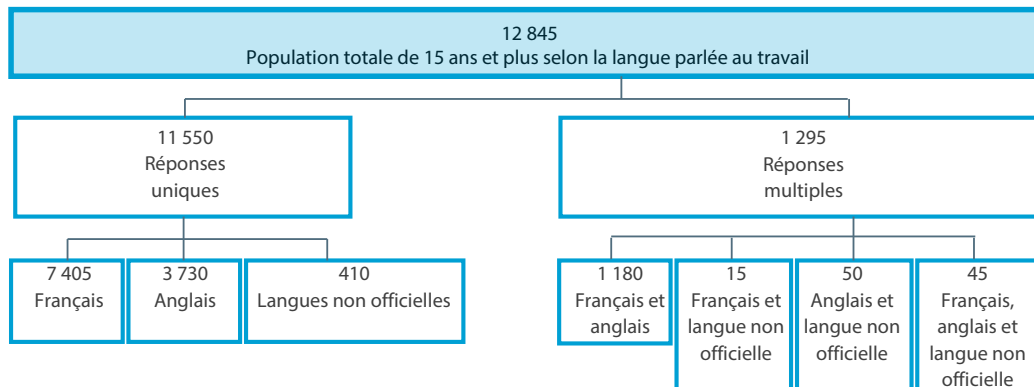 12 845
Population totale de 15 ans et plus selon la langue parlée au travail
11 550
Réponses
uniques
1 295
Réponses
multiples
7 405
Français
3 730
Anglais
410
Langues non officielles
1 180
Français et
anglais
15
Français et
langue non
officielle
50
Anglais et
langue non
officielle
45
Français,
anglais et
langue non
officielle